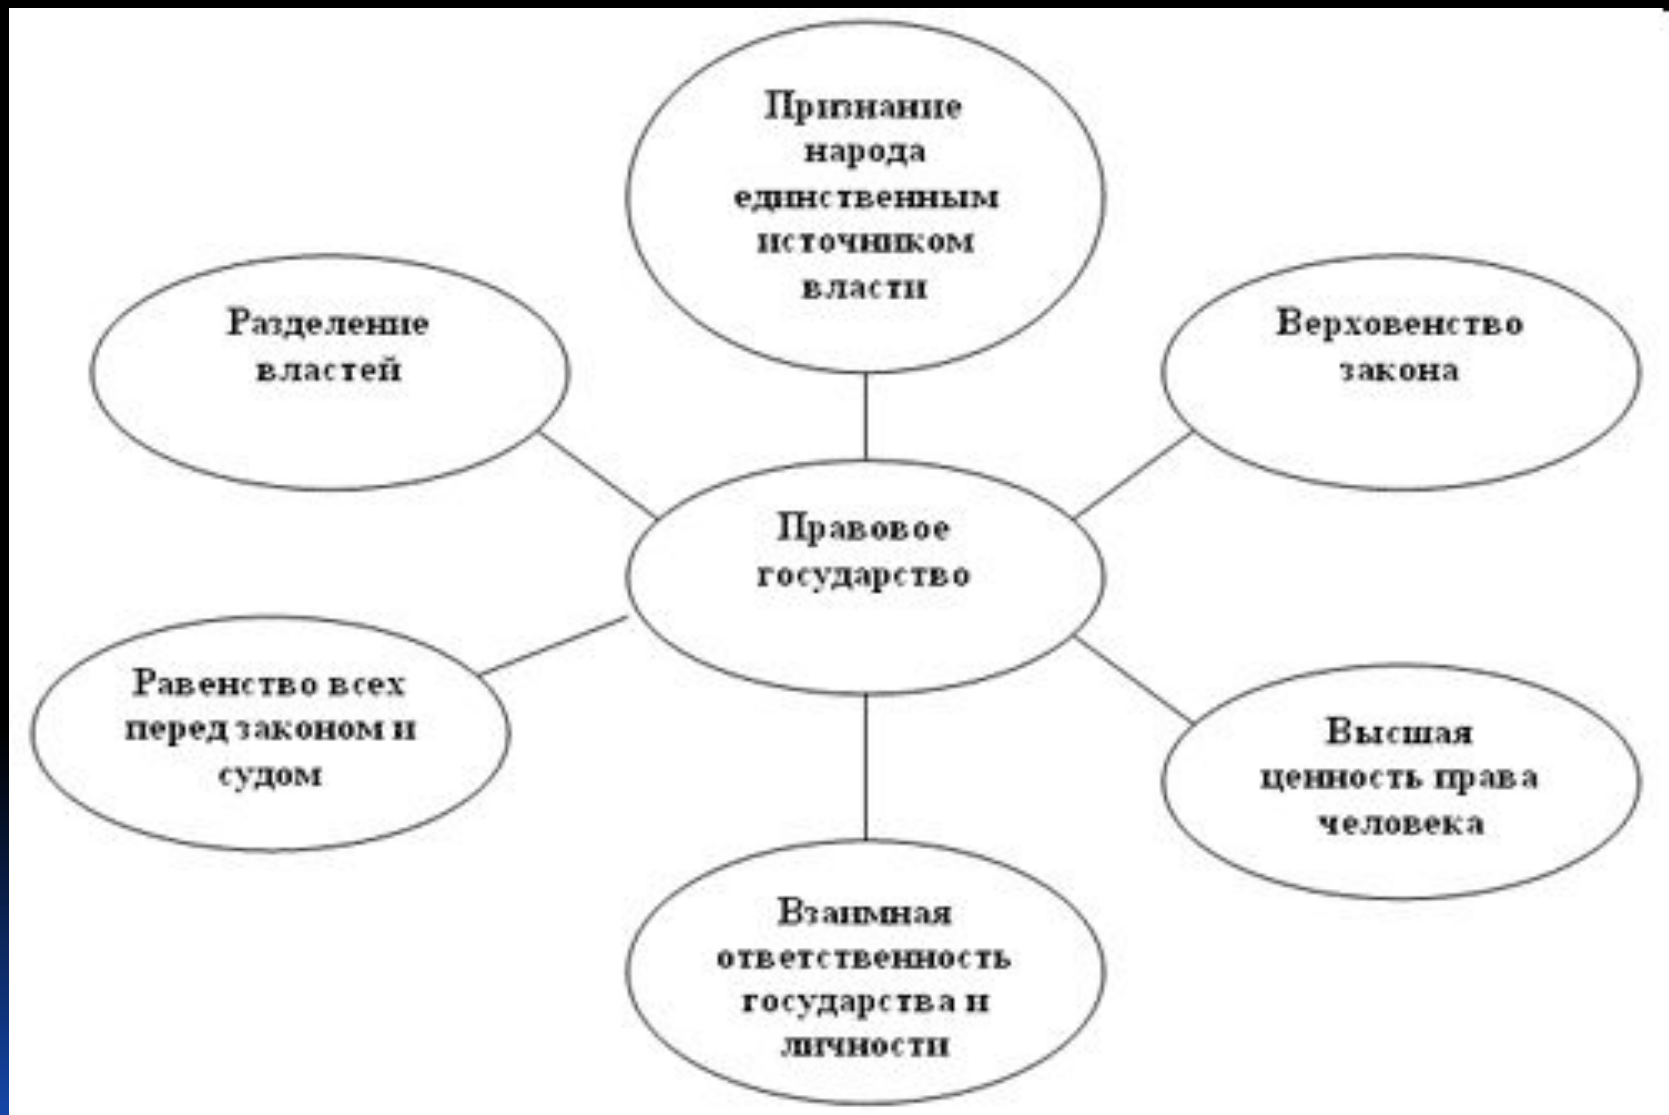 Признание
народа
единственным
источником
власти
Разделение
властей
Верховенство
закона
Правовое
государство
Равенство всех
перед законом и
судом
Высшая
ценность права
человека
Взаимная
ответственность
государства и
личности